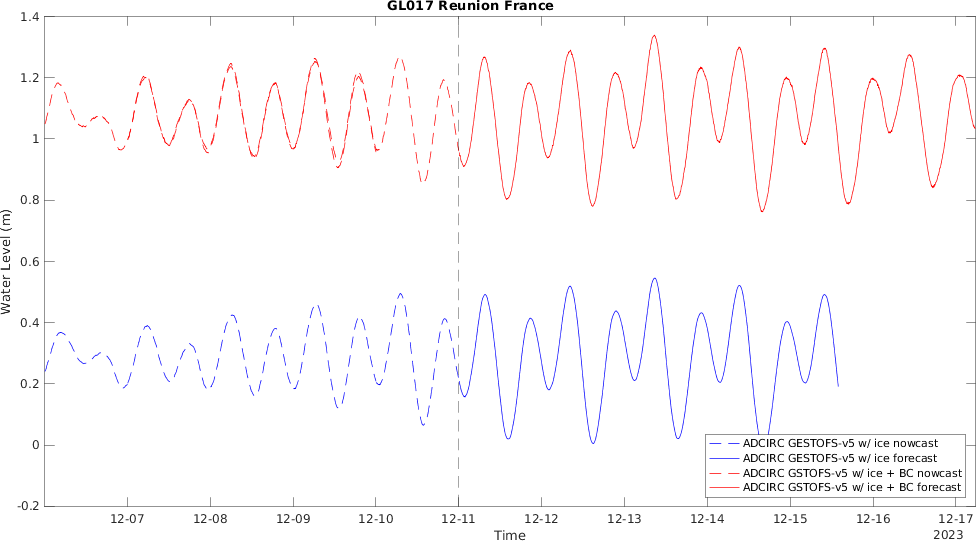 GL017 Reunion France
Water Level (m)
1.4
1.2
1
0.8
0.6
0.4
0.2
0
-0.2
ADCIRC GESTOFS-v5 w/ ice nowcast
ADCIRC GESTOFS-v5 w/ ice forecast
ADCIRC GSTOFS-v5 w/ ice + BC nowcast
ADCIRC GSTOFS-v5 w/ ice + BC forecast
12-07 12-08 12-09 12-10 12-11 12-12 12-13 12-14 12-15 12-16 12-17
Time
2023